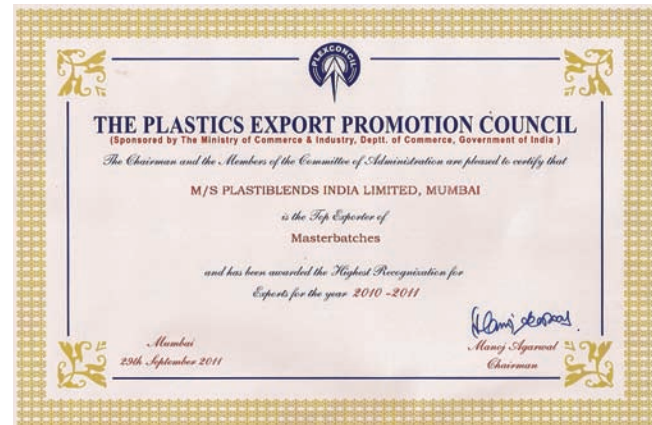 PLEXCONCIL
THE PLASTICS EXPORT PROMOTION COUNCIL
(Sponsored by The Ministry of Commerce & Industry, Deptt. of Commerce, Government of India )
The Chairman and the Members of the Committee of Administration are pleased to certify that
M/S PLASTIBLENDS INDIA LIMITED, MUMBAI
is the Top Exporter of
Masterbatches
and has been awarded the Highest Recognization for
Exports for the year 2010 -2011
Mumbai
29th September 2011
Manoj Agarwal
Chairman